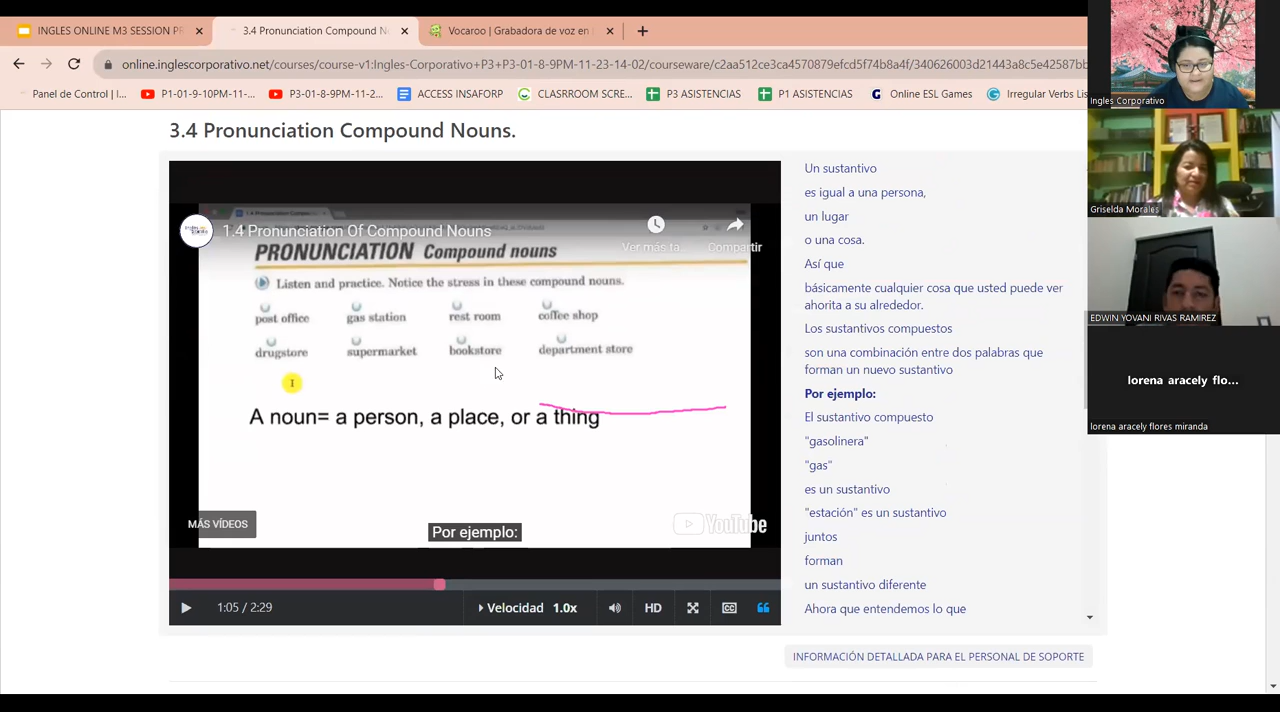 INGLES ONLINE M3 SESSION PR
3.4 Pronunciation Compound N
Vocaroo | Grabadora de voz en
online.inglescorporativo.net/courses/course-v1:Ingles-Corporativo+P3+P3-01-8-9PM-11-23-14-02/courseware/c2aa512ce3ca4570879efcd5f74b8a4f/340626003d21443a8c5e42587bb
Panel de Control | I...
P1-01-9-10PM-11-...
P3-01-8-9PM-11-2...
ACCESS INSAFORP
CLASRROOM SCRE...
P3 ASISTENCIAS
P1 ASISTENCIAS
Online ESL Games
Irregular Verbs Lis
3.4 Pronunciation Compound Nouns.
1.4 Pronunciation Of Compound Nouns
Ver más ta...
Compartir
PRONUNCIATION Compound nouns
Listen and practice. Notice the stress in these compound nouns.
post office gas station rest room coffee shop
drugstore supermarket bookstore department store
A noun= a person, a place, or a thing
MÁS VÍDEOS
YouTube
Por ejemplo:
1:05 / 2:29
Velocidad 1.0x
HD
CC
Un sustantivo
es igual a una persona,
un lugar
o una cosa.
Así que
básicamente cualquier cosa que usted puede ver
ahorita a su alrededor.
Los sustantivos compuestos
son una combinación entre dos palabras que
forman un nuevo sustantivo
Por ejemplo:
El sustantivo compuesto
"gasolinera"
"gas"
es un sustantivo
"estación" es un sustantivo
juntos
forman
un sustantivo diferente
Ahora que entendemos lo que
INFORMACIÓN DETALLADA PARA EL PERSONAL DE SOPORTE
Ingles Corporativo
Griselda Morales
EDWIN YOVANI RIVAS RAMIREZ
lorena aracely flo...
lorena aracely flores miranda